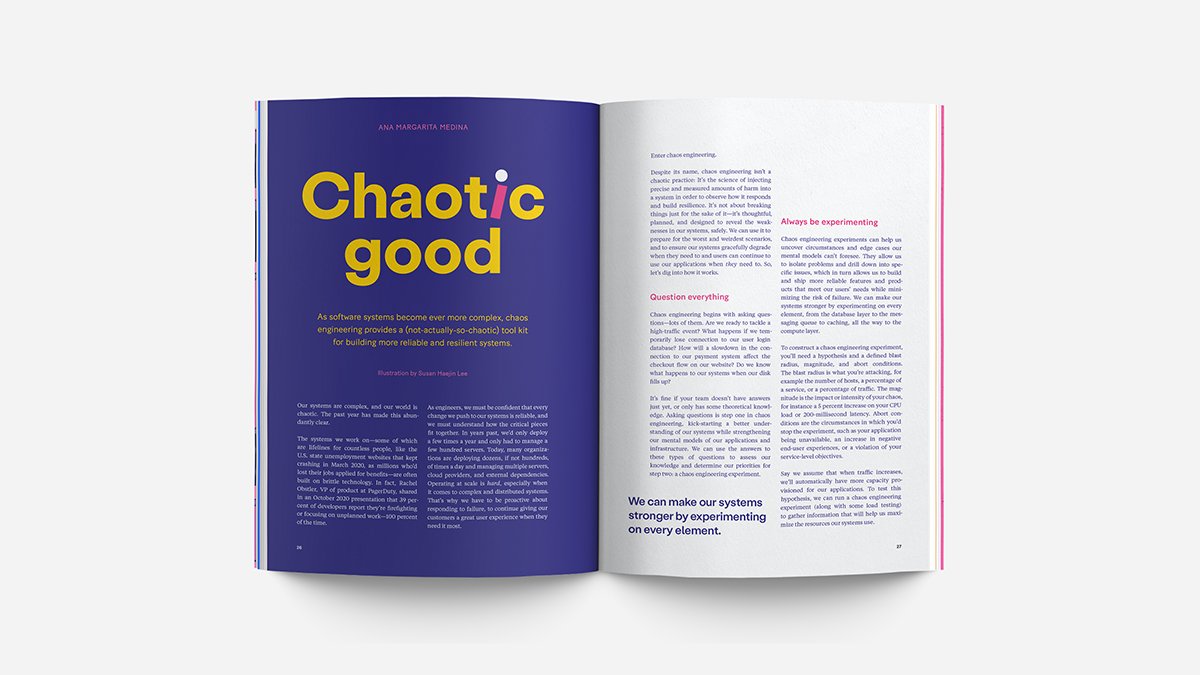 ANA MARGARITA MEDINA
Chaotic
good
As software systems become ever more complex, chaos
engineering provides a (not-actually-so-chaotic) tool kit
for building more reliable and resilient systems.
Illustration by Susan Haejin Lee
Our systems are complex, and our world is
chaotic. The past year has made this abun-
dantly clear.
The systems we work on—some of which
are lifelines for countless people, like the
U.S. state unemployment websites that kept
crashing in March 2020, as millions who'd
lost their jobs applied for benefits—are often
built on brittle technology. In fact, Rachel
Obstler, VP of product at PagerDuty, shared
in an October 2020 presentation that 39 per-
cent of developers report they're firefighting
or focusing on unplanned work—100 percent
of the time.
As engineers, we must be confident that every
change we push to our systems is reliable, and
we must understand how the critical pieces
fit together. In years past, we'd only deploy
a few times a year and only had to manage a
few hundred servers. Today, many organiza-
tions are deploying dozens, if not hundreds,
of times a day and managing multiple servers,
cloud providers, and external dependencies.
Operating at scale is hard, especially when
it comes to complex and distributed systems.
That's why we have to be proactive about
responding to failure, to continue giving our
customers a great user experience when they
need it most.
26
Enter chaos engineering.
Despite its name, chaos engineering isn't a
chaotic practice: It's the science of injecting
precise and measured amounts of harm into
a system in order to observe how it responds
and build resilience. It's not about breaking
things just for the sake of it—it's thoughtful,
planned, and designed to reveal the weak-
nesses in our systems, safely. We can use it to
prepare for the worst and weirdest scenarios,
and to ensure our systems gracefully degrade
when they need to and users can continue to
use our applications when they need to. So,
let's dig into how it works.
Question everything
Chaos engineering begins with asking ques-
tions—lots of them. Are we ready to tackle a
high-traffic event? What happens if we tem-
porarily lose connection to our user login
database? How will a slowdown in the con-
nection to our payment system affect the
checkout flow on our website? Do we know
what happens to our systems when our disk
fills up?
It's fine if your team doesn't have answers
just yet, or only has some theoretical knowl-
edge. Asking questions is step one in chaos
engineering, kick-starting a better under-
standing of our systems while strengthening
our mental models of our applications and
infrastructure. We can use the answers to
these types of questions to assess our
knowledge and determine our priorities for
step two: a chaos engineering experiment.
We can make our systems
stronger by experimenting
on every element.
Always be experimenting
Chaos engineering experiments can help us
uncover circumstances and edge cases our
mental models can't foresee. They allow us
to isolate problems and drill down into spe-
cific issues, which in turn allows us to build
and ship more reliable features and prod-
ucts that meet our users' needs while mini-
mizing the risk of failure. We can make our
systems stronger by experimenting on every
element, from the database layer to the mes-
saging queue to caching, all the way to the
compute layer.
To construct a chaos engineering experiment,
you'll need a hypothesis and a defined blast
radius, magnitude, and abort conditions.
The blast radius is what you're attacking, for
example the number of hosts, a percentage of
a service, or a percentage of traffic. The mag-
nitude is the impact or intensity of your chaos,
for instance a 5 percent increase on your CPU
load or 200-millisecond latency. Abort con-
ditions are the circumstances in which you'd
stop the experiment, such as your application
being unavailable, an increase in negative
end-user experiences, or a violation of your
service-level objectives.
Say we assume that when traffic increases,
we'll automatically have more capacity pro-
visioned for our applications. To test this
hypothesis, we can run a chaos engineering
experiment (along with some load testing)
to gather information that will help us maxi-
mize the resources our systems use.
27